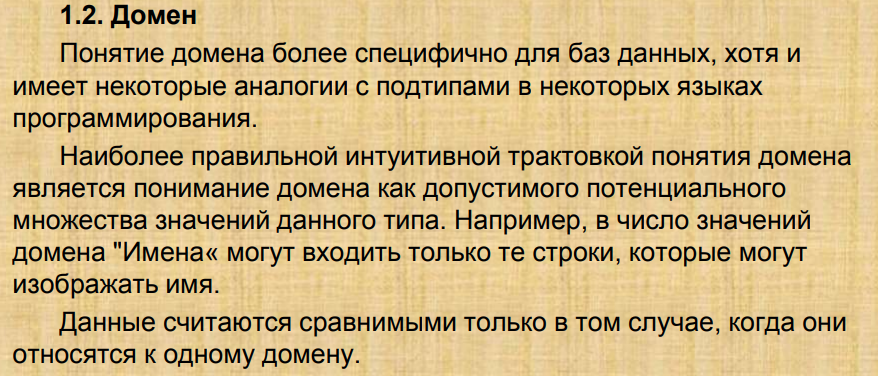 1.2. Домен
Понятие домена более специфично для баз данных, хотя и
имеет некоторые аналогии с подтипами в некоторых языках
программирования.
Наиболее правильной интуитивной трактовкой понятия домена
является понимание домена как допустимого потенциального
множества значений данного типа. Например, в число значений
домена "Имена« могут входить только те строки, которые могут
изображать имя.
Данные считаются сравнимыми только в том случае, когда они
относятся к одному домену.